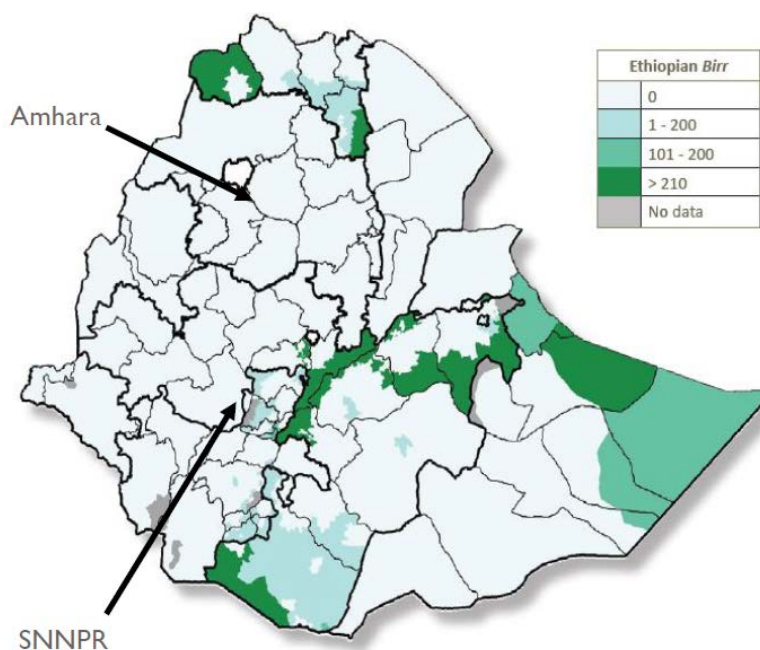 Amhara
SNNPR
Ethiopian Birr
0
1 - 200
101 - 200
> 210
No data